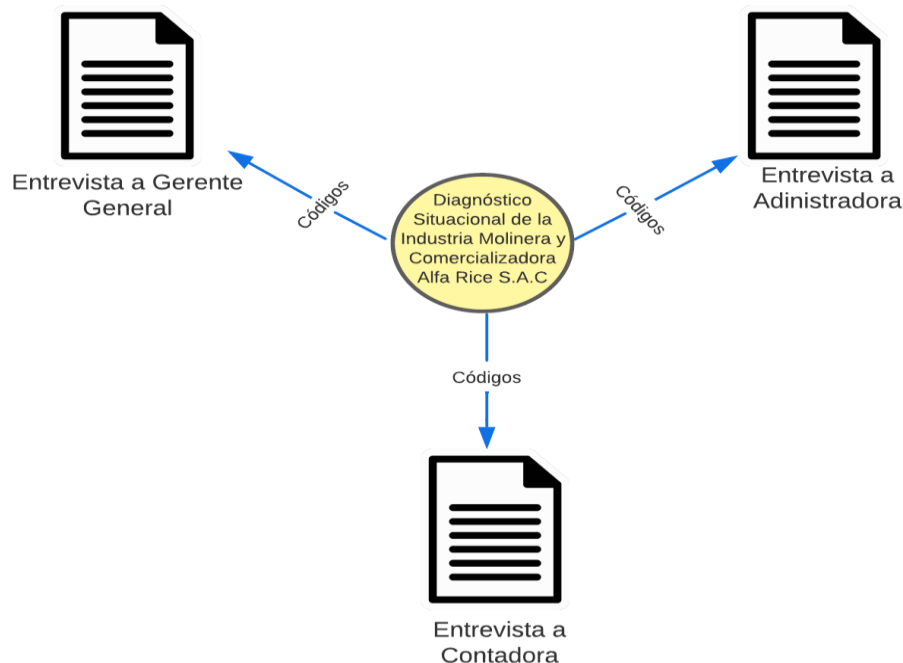 Entrevista a Gerente
General
Códigos
Diagnóstico
Situacional de la
Industria Molinera y
Comercializadora
Alfa Rice S.A.C
Códigos
Entrevista a
Adinistradora
Códigos
Entrevista a
Contadora